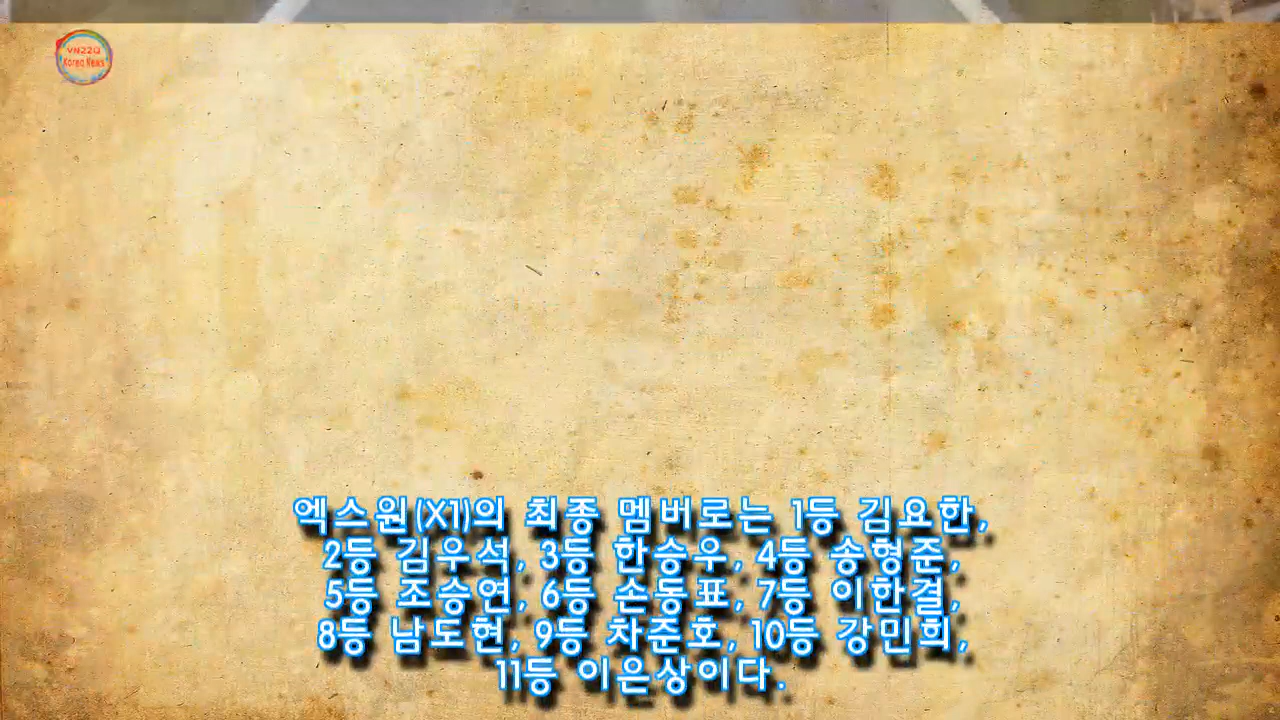 VN22U
Korea News
엑스원(X1)의 최종 멤버로는 1등 김요한,
2등 김우석, 3등 한승우, 4등 송형준,
5등 조승연, 6등 손동표, 7등 이한결,
8등 남도현, 9등 차준호, 10등 강민희,
11등 이은상이다.